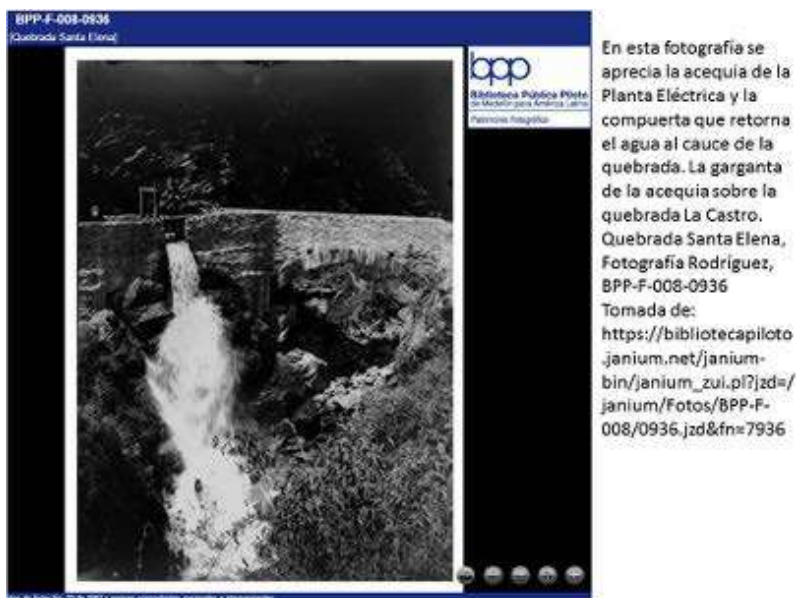 BPP-F-008-0936
[Quebrada Santa Elena]
bpp
Biblioteca Pública Piloto
de Medellín para América Latina
Patrimonio fotográfico
En esta fotografía se
aprecia la acequia de la
Planta Eléctrica y la
compuerta que retorna
el agua al cauce de la
quebrada. La garganta
de la acequia sobre la
quebrada La Castro.
Quebrada Santa Elena,
Fotografía Rodríguez,
BPP-F-008-0936
Tomada de:
https://bibliotecapiloto
.janium.net/janium-
bin/janium_zui.pl?jzd=/
janium/Fotos/BPP-F-
008/0936.jzd&fn=7936